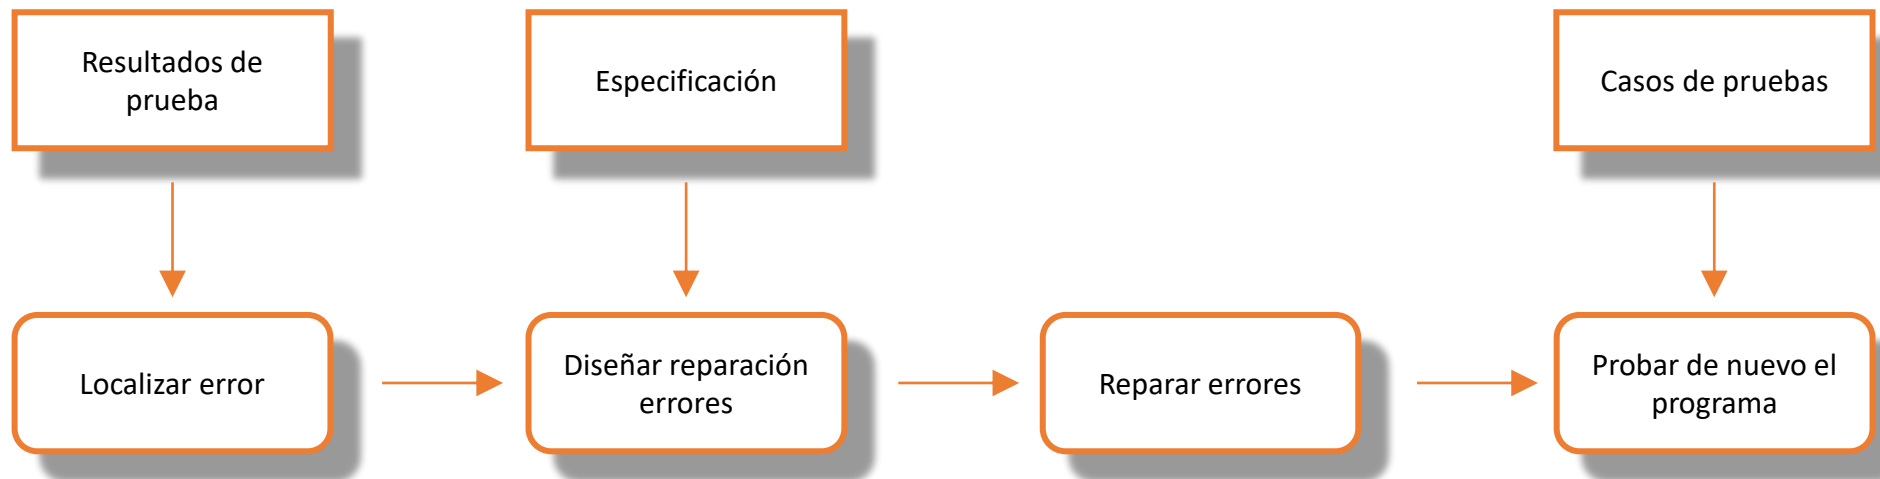 Resultados de
prueba
Especificación
Casos de pruebas
Localizar error
Diseñar reparación
errores
Reparar errores
Probar de nuevo el
programa